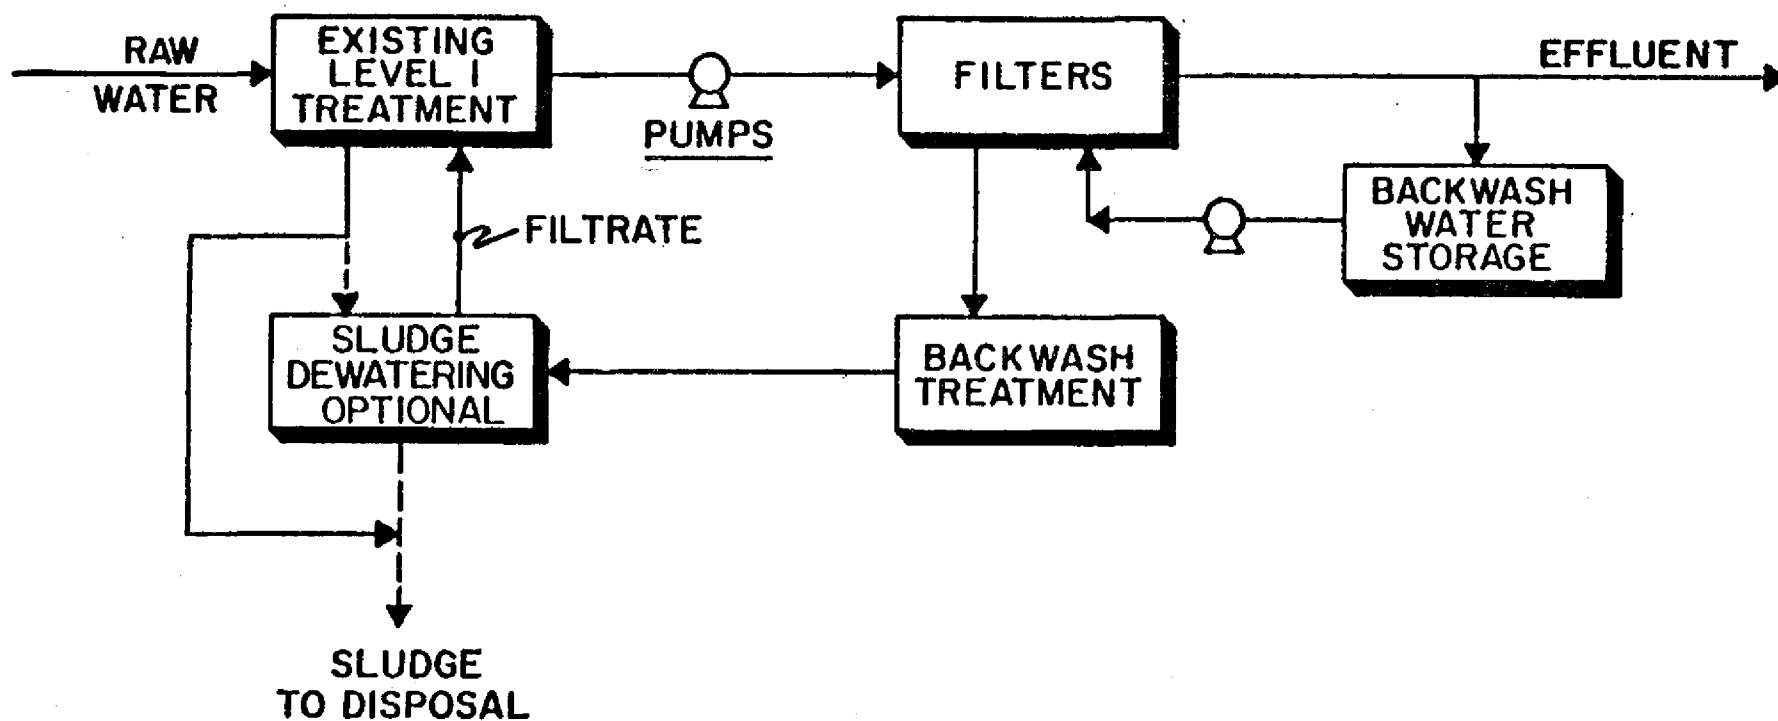 RAW
WATER
EXISTING
LEVEL I
TREATMENT
PUMPS
FILTERS
EFFLUENT
BACKWASH
WATER
STORAGE
FILTRATE
SLUDGE
DEWATERING
OPTIONAL
BACKWASH
TREATMENT
SLUDGE
TO DISPOSAL